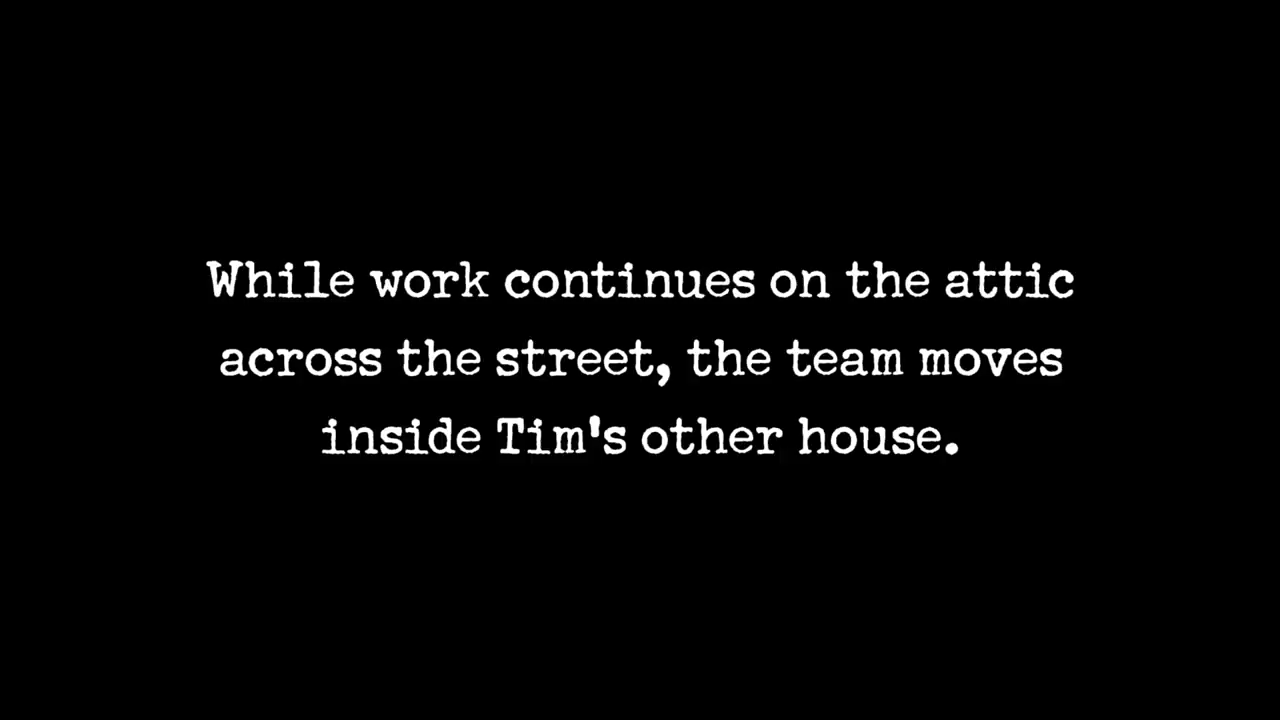 While work continues on the attic
across the street, the team moves
inside Tim's other house.